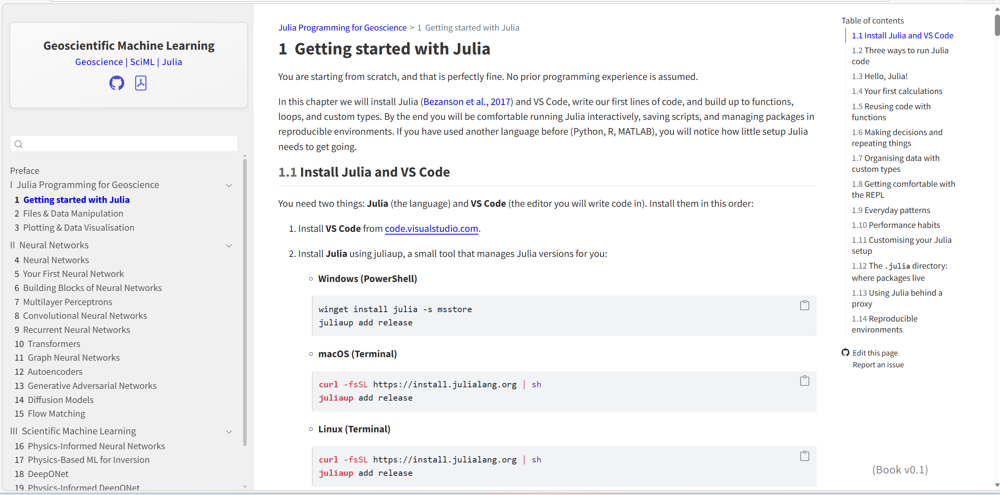 Geoscientific Machine Learning
Geoscience | SciML | Julia
Preface
I Julia Programming for Geoscience
1 Getting started with Julia
2 Files & Data Manipulation
3 Plotting & Data Visualisation
II Neural Networks
4 Neural Networks
5 Your First Neural Network
6 Building Blocks of Neural Networks
7 Multilayer Perceptrons
8 Convolutional Neural Networks
9 Recurrent Neural Networks
10 Transformers
11 Graph Neural Networks
12 Autoencoders
13 Generative Adversarial Networks
14 Diffusion Models
15 Flow Matching
III Scientific Machine Learning
16 Physics-Informed Neural Networks
17 Physics-Based ML for Inversion
18 DeepONet
19 Physics-Informed DeepONet
Julia Programming for Geoscience > 1 Getting started with Julia
1 Getting started with Julia
You are starting from scratch, and that is perfectly fine. No prior programming experience is assumed.
In this chapter we will install Julia (Bezanson et al., 2017) and VS Code, write our first lines of code, and build up to functions,
loops, and custom types. By the end you will be comfortable running Julia interactively, saving scripts, and managing packages in
reproducible environments. If you have used another language before (Python, R, MATLAB), you will notice how little setup Julia
needs to get going.
1.1 Install Julia and VS Code
You need two things: Julia (the language) and VS Code (the editor you will write code in). Install them in this order:
1. Install VS Code from code.visualstudio.com.
2. Install Julia using juliaup, a small tool that manages Julia versions for you:
Windows (PowerShell)
winget install julia -s msstore
juliaup add release
macOS (Terminal)
curl -fsSL https://install.julialang.org | sh
juliaup add release
Linux (Terminal)
curl -fsSL https://install.julialang.org | sh
juliaup add release
Table of contents
1.1 Install Julia and VS Code
1.2 Three ways to run Julia
code
1.3 Hello, Julia!
1.4 Your first calculations
1.5 Reusing code with
functions
1.6 Making decisions and
repeating things
1.7 Organising data with
custom types
1.8 Getting comfortable with
the REPL
1.9 Everyday patterns
1.10 Performance habits
1.11 Customising your Julia
setup
1.12 The .julia directory:
where packages live
1.13 Using Julia behind a
proxy
1.14 Reproducible
environments
Edit this page
Report an issue
(Book v0.1)